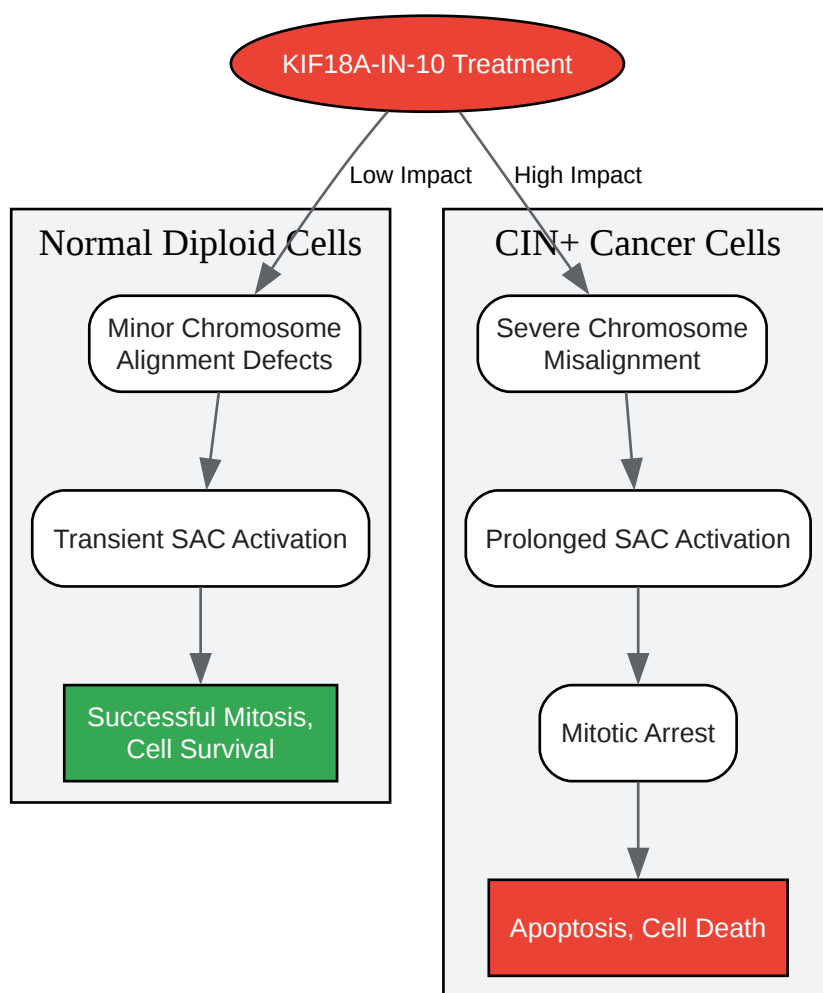 KIF18A-IN-10 Treatment
Low Impact
High Impact
Normal Diploid Cells
Minor Chromosome
Alignment Defects
Transient SAC Activation
Successful Mitosis,
Cell Survival
CIN+ Cancer Cells
Severe Chromosome
Misalignment
Prolonged SAC Activation
Mitotic Arrest
Apoptosis, Cell Death